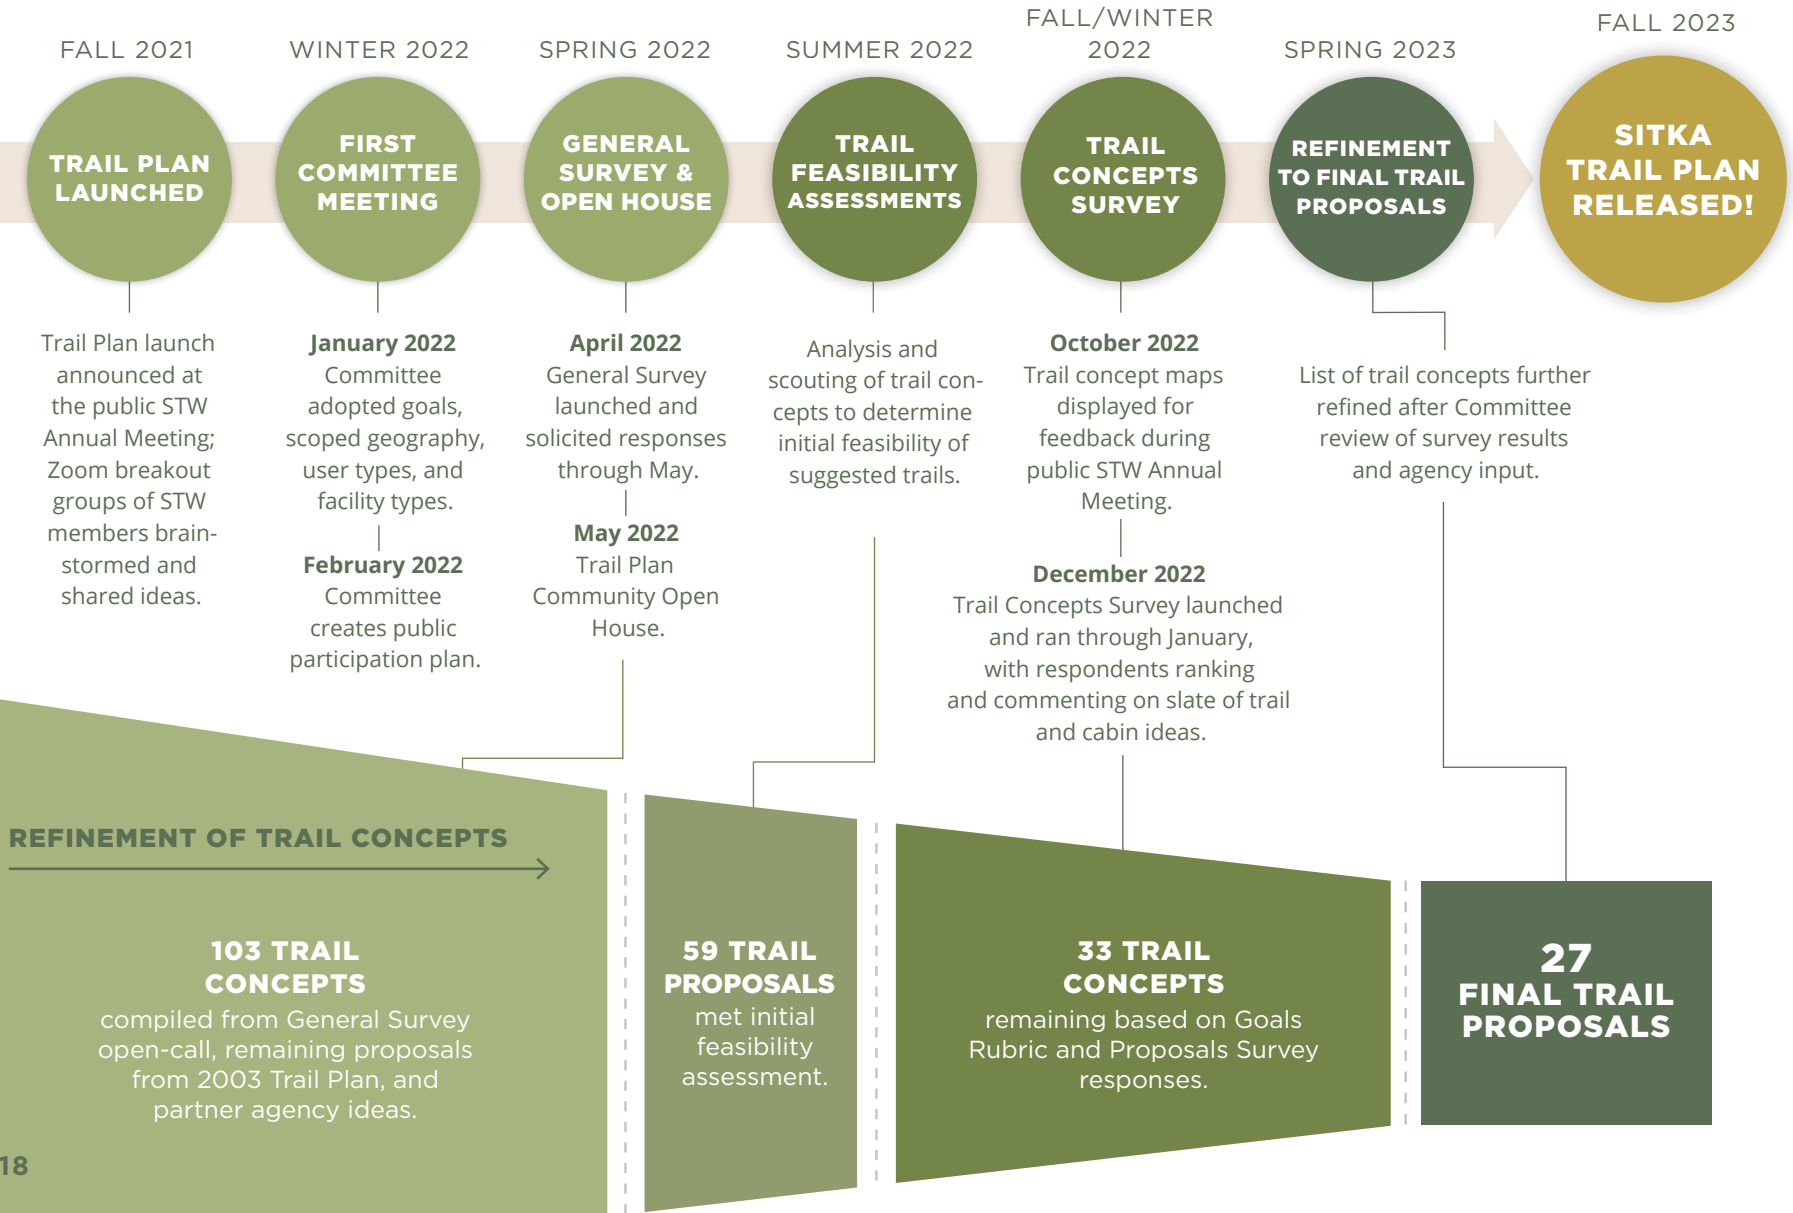 FALL 2021
TRAIL PLAN
LAUNCHED
Trail Plan launch
announced at
the public STW
Annual Meeting;
Zoom breakout
groups of STW
members brain-
stormed and
shared ideas.
WINTER 2022
FIRST
COMMITTEE
MEETING
January 2022
Committee
adopted goals,
scoped geography,
user types, and
facility types.
February 2022
Committee
creates public
participation plan.
SPRING 2022
GENERAL
SURVEY &
OPEN HOUSE
April 2022
General Survey
launched and
solicited responses
through May.
May 2022
Trail Plan
Community Open
House.
SUMMER 2022
TRAIL
FEASIBILITY
ASSESSMENTS
Analysis and
scouting of trail con-
cepts to determine
initial feasibility of
suggested trails.
FALL/WINTER
2022
TRAIL
CONCEPTS
SURVEY
October 2022
Trail concept maps
displayed for
feedback during
public STW Annual
Meeting.
December 2022
Trail Concepts Survey launched
and ran through January,
with respondents ranking
and commenting on slate of trail
and cabin ideas.
SPRING 2023
REFINEMENT
TO FINAL TRAIL
PROPOSALS
List of trail concepts further
refined after Committee
review of survey results
and agency input.
FALL 2023
SITKA
TRAIL PLAN
RELEASED!
REFINEMENT OF TRAIL CONCEPTS
103 TRAIL
CONCEPTS
compiled from General Survey
open-call, remaining proposals
from 2003 Trail Plan, and
partner agency ideas.
59 TRAIL
PROPOSALS
met initial
feasibility
assessment.
33 TRAIL
CONCEPTS
remaining based on Goals
Rubric and Proposals Survey
responses.
27
FINAL TRAIL
PROPOSALS
18